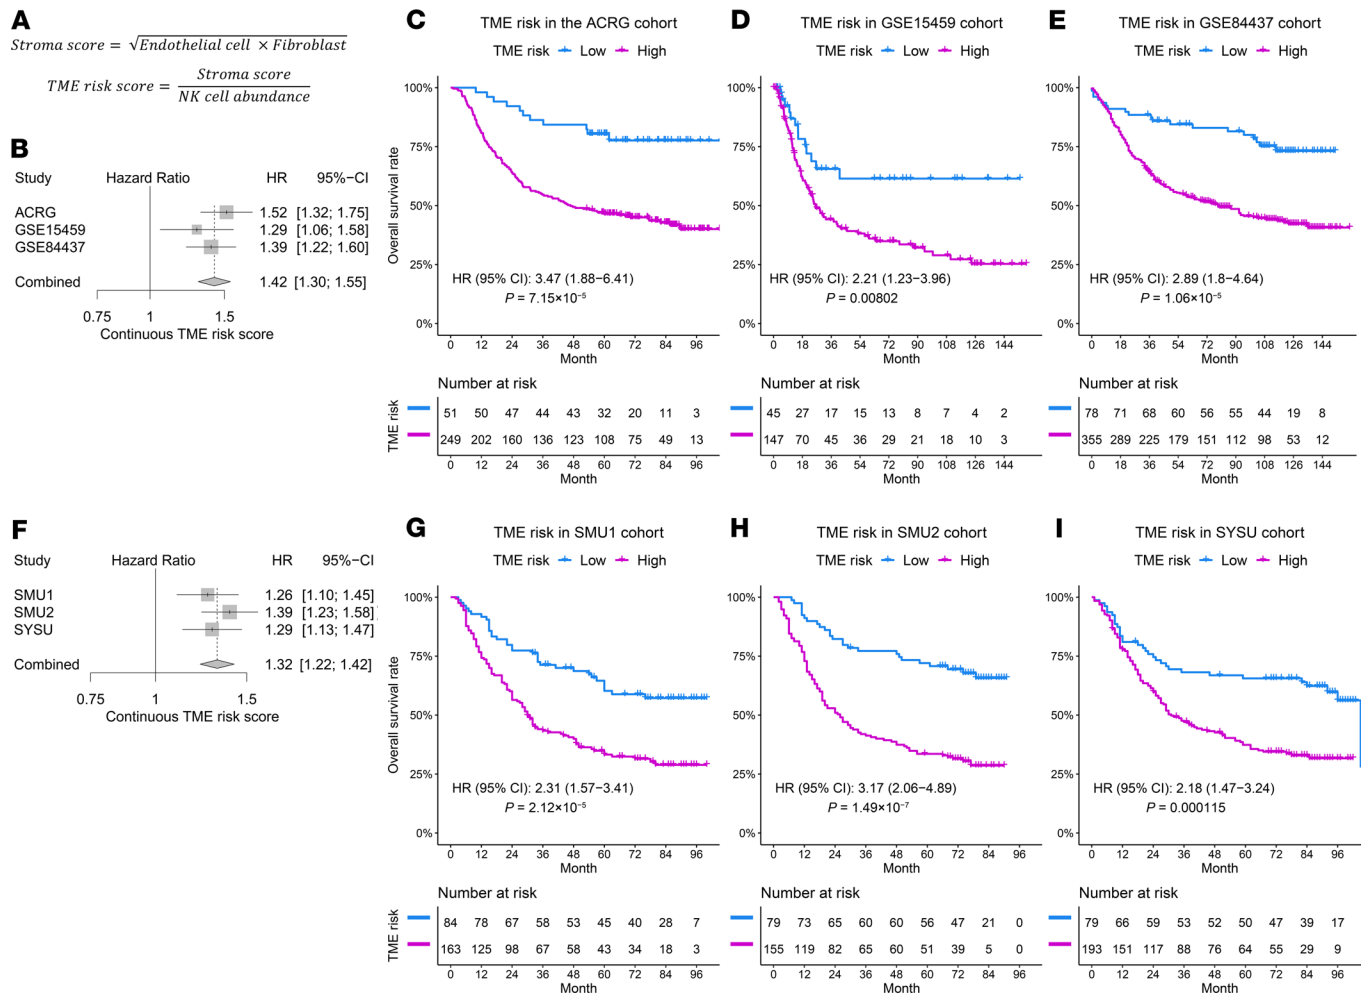 A
Stroma score = √Endothelial cell × Fibroblast
TME risk score = Stroma score / NK cell abundance
B
Study Hazard Ratio HR 95%−CI
ACRG 1.52 [1.32; 1.75]
GSE15459 1.29 [1.06; 1.58]
GSE84437 1.39 [1.22; 1.60]
Combined 1.42 [1.30; 1.55]
0.75 1 1.5
Continuous TME risk score
C
TME risk in the ACRG cohort
TME risk Low High
Overall survival rate
100%
75%
50%
25%
0%
HR (95% CI): 3.47 (1.88−6.41)
P = 7.15×10⁻⁵
0 12 24 36 48 60 72 84 96
Month
Number at risk
TME risk
51 50 47 44 43 32 20 11 3
249 202 160 136 123 108 75 49 13
0 12 24 36 48 60 72 84 96
Month
D
TME risk in GSE15459 cohort
TME risk Low High
100%
75%
50%
25%
0%
HR (95% CI): 2.21 (1.23−3.96)
P = 0.00802
0 18 36 54 72 90 108 126 144
Month
Number at risk
45 27 17 15 13 8 7 4 2
147 70 45 36 29 21 18 10 3
0 18 36 54 72 90 108 126 144
Month
E
TME risk in GSE84437 cohort
TME risk Low High
100%
75%
50%
25%
0%
HR (95% CI): 2.89 (1.8−4.64)
P = 1.06×10⁻⁵
0 18 36 54 72 90 108 126 144
Month
Number at risk
78 71 68 60 56 55 44 19 8
355 289 225 179 151 112 98 53 12
0 18 36 54 72 90 108 126 144
Month
F
Study Hazard Ratio HR 95%−CI
SMU1 1.26 [1.10; 1.45]
SMU2 1.39 [1.23; 1.58]
SYSU 1.29 [1.13; 1.47]
Combined 1.32 [1.22; 1.42]
0.75 1 1.5
Continuous TME risk score
G
TME risk in SMU1 cohort
TME risk Low High
Overall survival rate
100%
75%
50%
25%
0%
HR (95% CI): 2.31 (1.57−3.41)
P = 2.12×10⁻⁵
0 12 24 36 48 60 72 84 96
Month
Number at risk
TME risk
84 78 67 58 53 45 40 28 7
163 125 98 67 58 43 34 18 3
0 12 24 36 48 60 72 84 96
Month
H
TME risk in SMU2 cohort
TME risk Low High
100%
75%
50%
25%
0%
HR (95% CI): 3.17 (2.06−4.89)
P = 1.49×10⁻⁷
0 12 24 36 48 60 72 84 96
Month
Number at risk
79 73 65 60 60 56 47 21 0
155 119 82 65 60 51 39 5 0
0 12 24 36 48 60 72 84 96
Month
I
TME risk in SYSU cohort
TME risk Low High
100%
75%
50%
25%
0%
HR (95% CI): 2.18 (1.47−3.24)
P = 0.000115
0 12 24 36 48 60 72 84 96
Month
Number at risk
79 66 59 53 52 50 47 39 17
193 151 117 88 76 64 55 29 9
0 12 24 36 48 60 72 84 96
Month